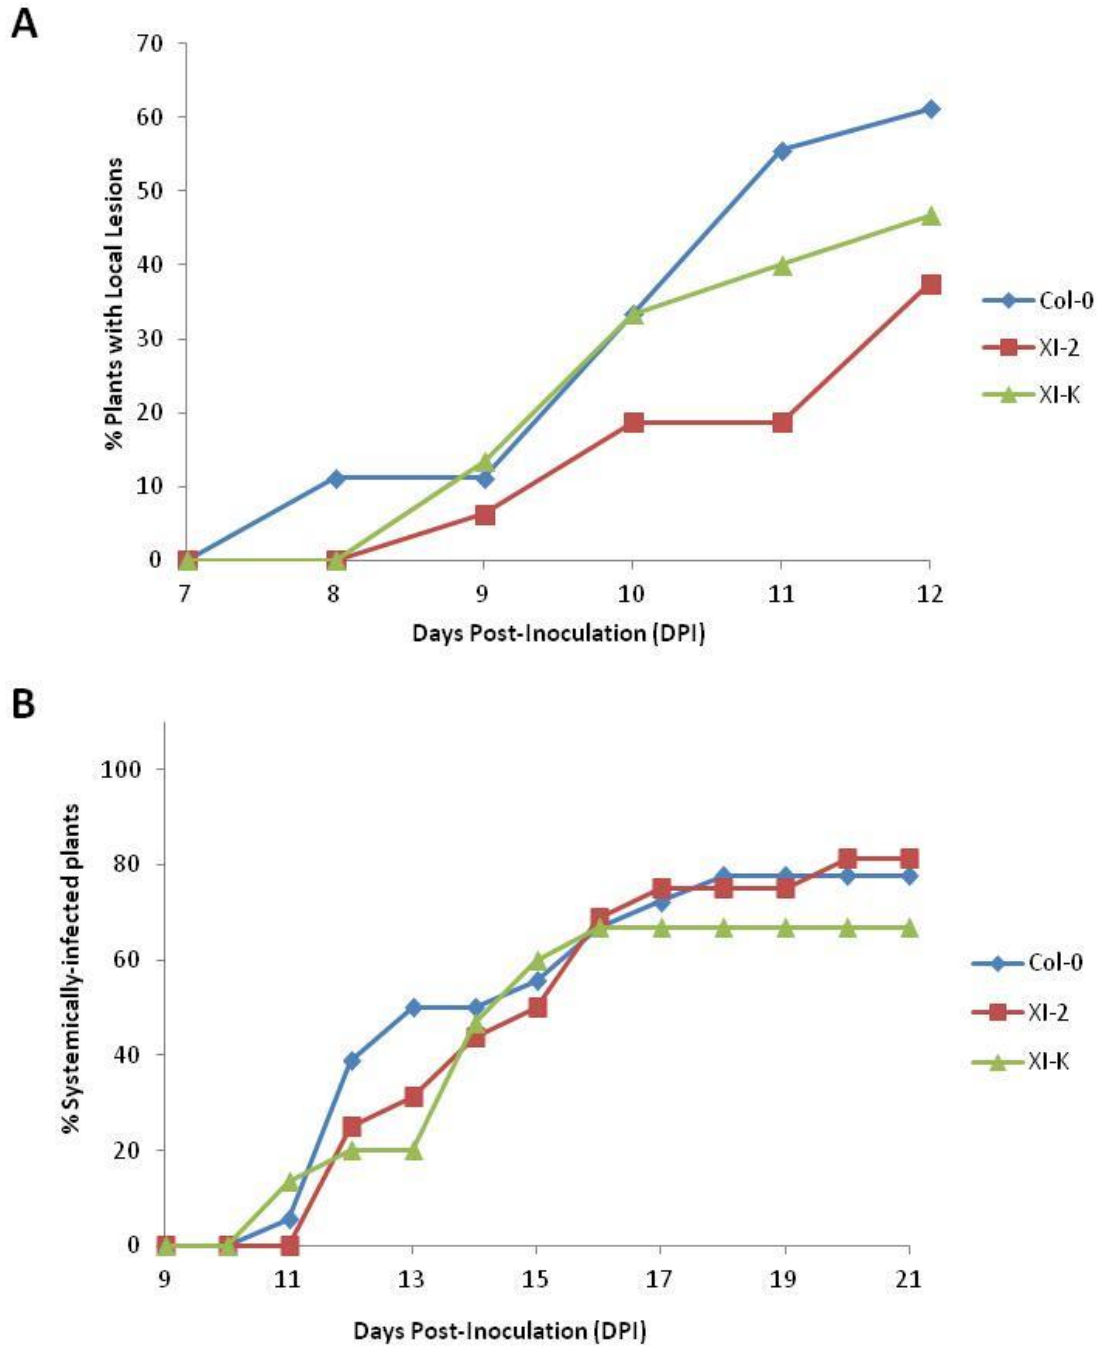 A
70
60
50
40
30
20
10
0
% Plants with Local Lesions
7 8 9 10 11 12
Days Post-Inoculation (DPI)
Col-0
XI-2
XI-K
B
100
80
60
40
20
0
% Systemically-infected plants
9 11 13 15 17 19 21
Days Post-Inoculation (DPI)
Col-0
XI-2
XI-K